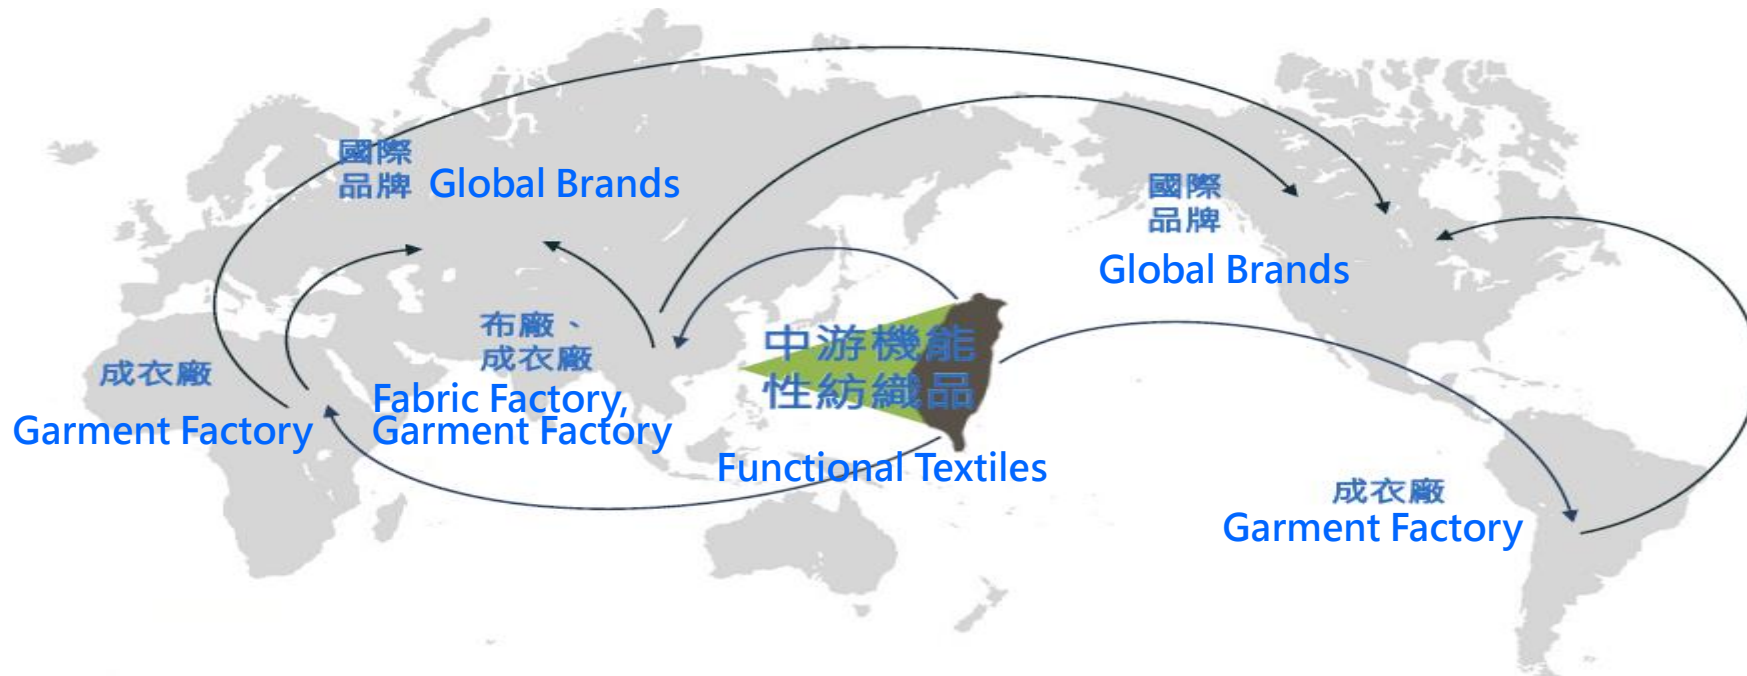 國際
品牌
Global Brands
國際
品牌
Global Brands
布廠、
成衣廠
Fabric Factory,
Garment Factory
成衣廠
Garment Factory
中游機能
性紡織品
Functional Textiles
成衣廠
Garment Factory